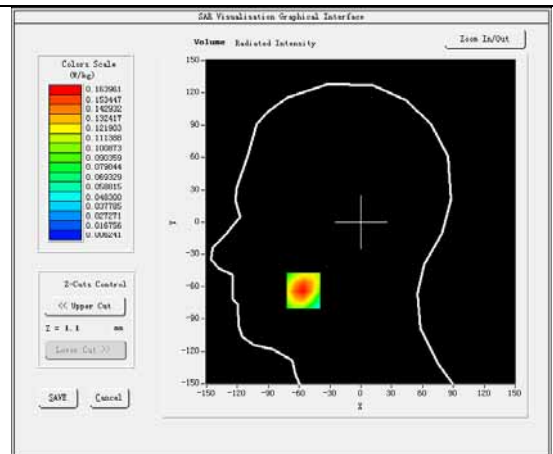 SAR Visualisation Graphical Interface
Volume Radiated Intensity
Zoom In/Out
Colors Scale
(W/kg)
0.163961
0.153447
0.142932
0.132417
0.121903
0.111388
0.100873
0.090359
0.079844
0.069329
0.058815
0.048300
0.037785
0.027271
0.016756
0.006241
Z-Cuts Control
<< Upper Cut
Z = 1.1 mm
Lower Cut >>
SAVE Cancel
150
120
90
60
30
0
-30
-60
-90
-120
-150
Y
-150 -120 -90 -60 -30 0 30 60 90 120 150
X